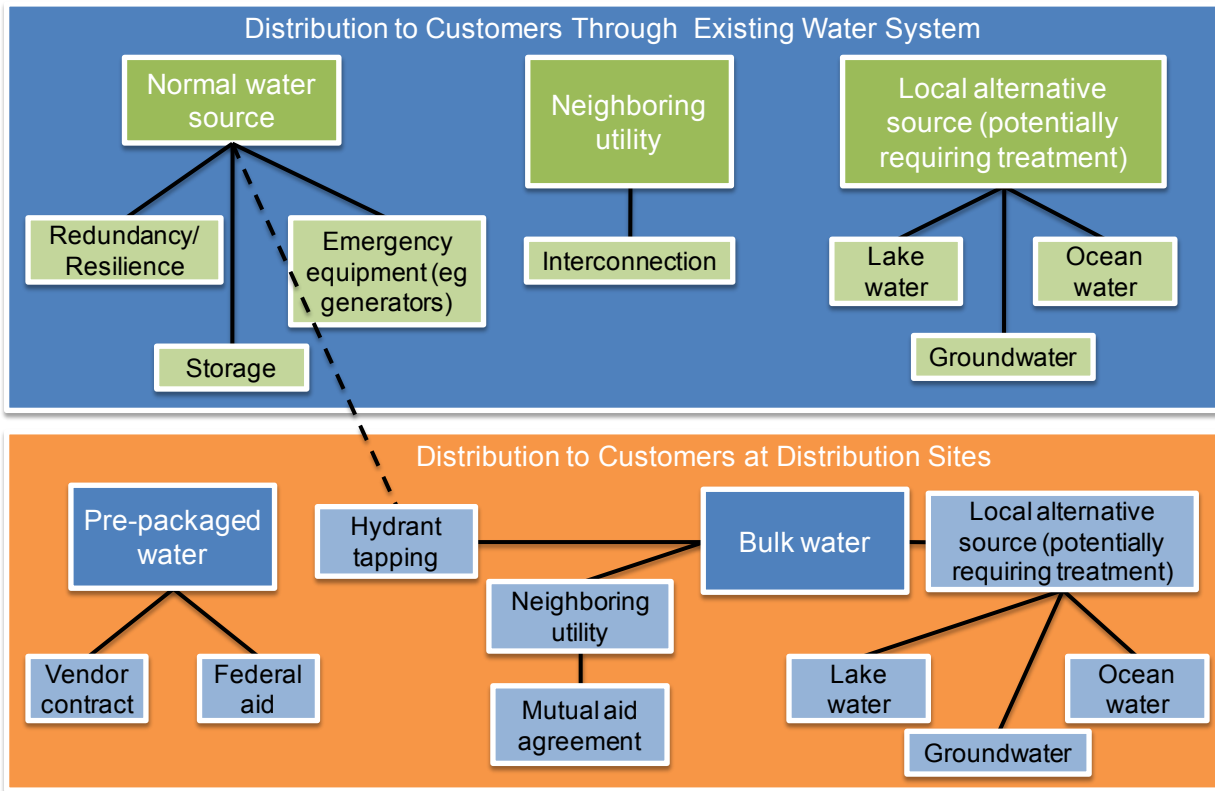 Distribution to Customers Through Existing Water System
Normal water
source
Neighboring
utility
Local alternative
source (potentially
requiring treatment)
Redundancy/
Resilience
Emergency
equipment (eg
generators)
Storage
Interconnection
Lake
water
Ocean
water
Groundwater
Distribution to Customers at Distribution Sites
Pre-packaged
water
Vendor
contract
Federal
aid
Hydrant
tapping
Neighboring
utility
Mutual aid
agreement
Bulk water
Local alternative
source (potentially
requiring treatment)
Lake
water
Ocean
water
Groundwater